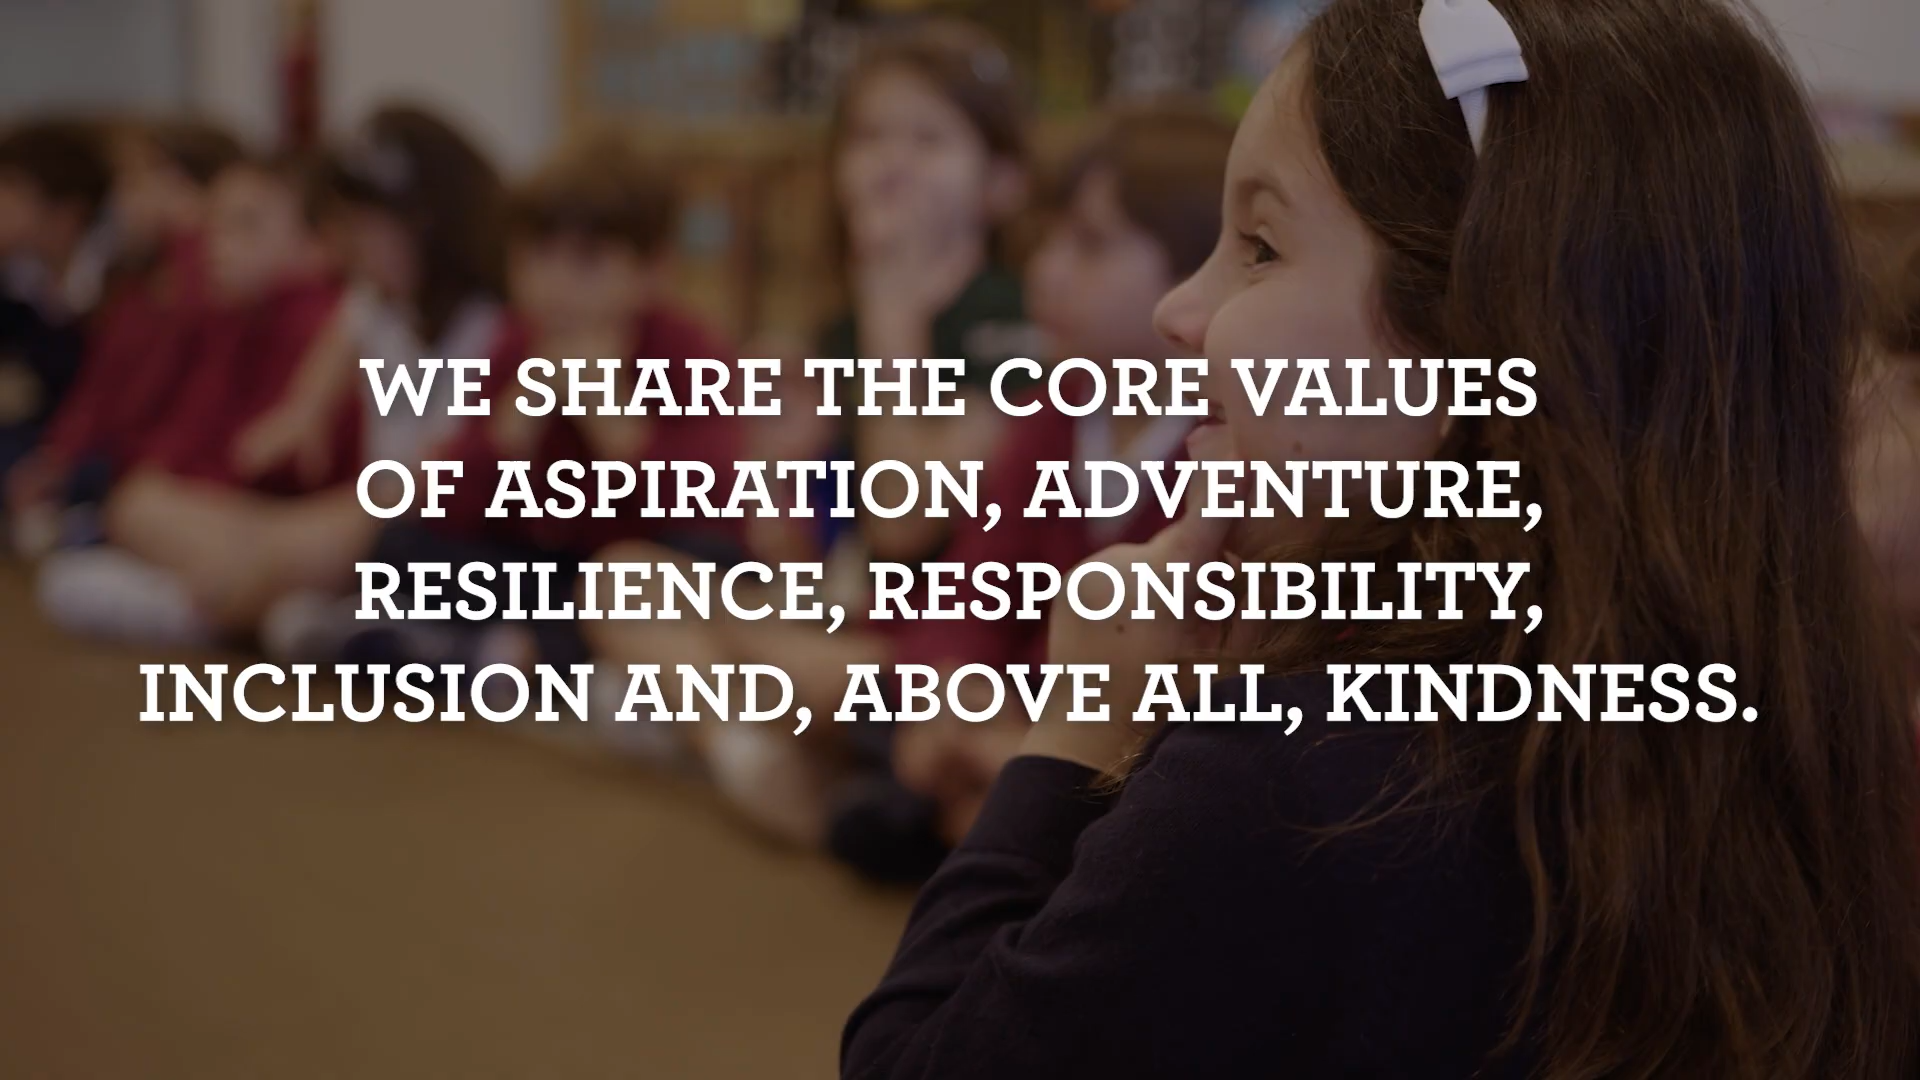 WE SHARE THE CORE VALUES
OF ASPIRATION, ADVENTURE,
RESILIENCE, RESPONSIBILITY,
INCLUSION AND, ABOVE ALL, KINDNESS.